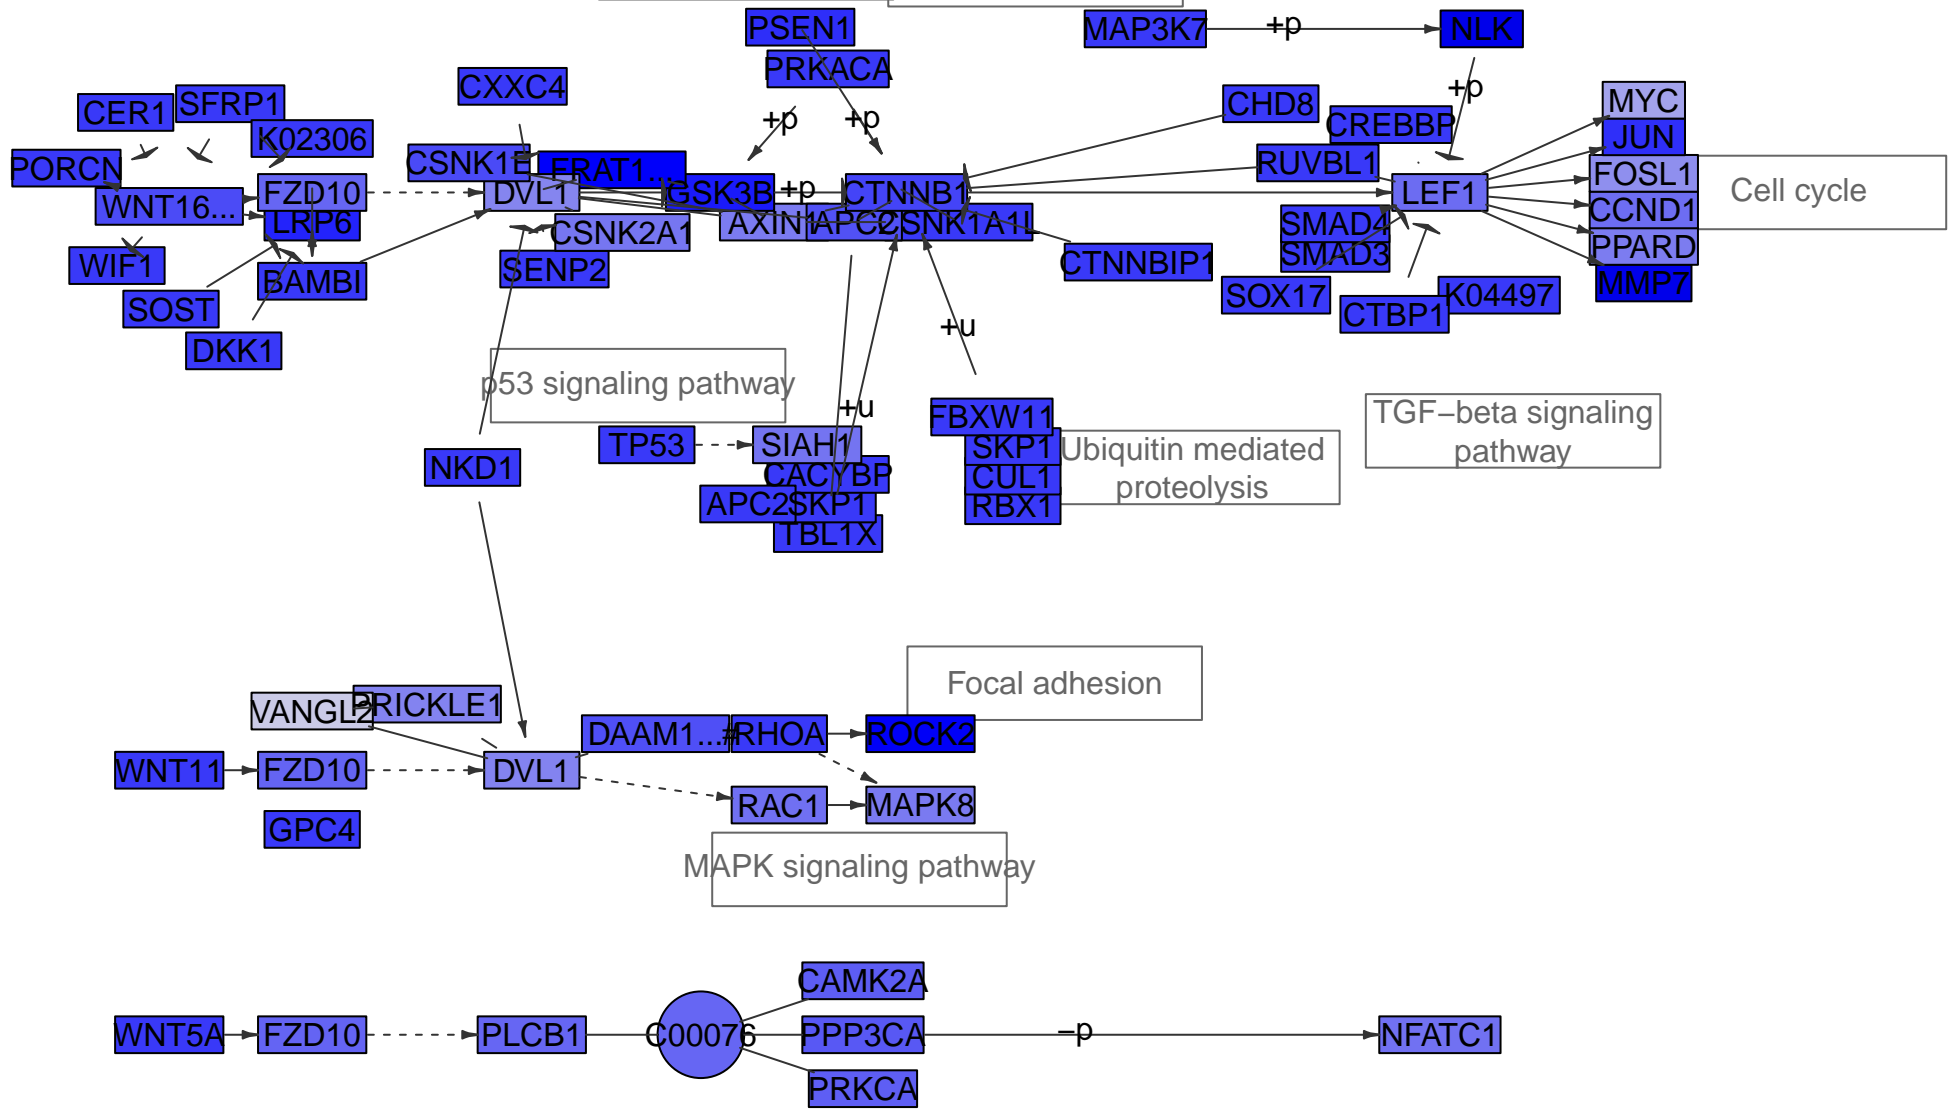 PSEN1
MAP3K7
+p
NLK
PRKACA
CXXC4
CER1
SFRP1
K02306
+p
+p
+p
CHD8
CREBBP
MYC
JUN
PORCN
CSNK1E
FRAT1...
RUVBL1
FOSL1
Cell cycle
WNT16...
FZD10
LRP6
DVL1
GSK3B
+p
CTNNB1
LEF1
CCND1
AXIN1
APC2
CSNK1A1L
CSNK2A1
SMAD4
SMAD3
PPARD
WIF1
BAMBI
SENP2
CTNNBIP1
MMP7
SOST
SOX17
K04497
CTBP1
DKK1
+u
p53 signaling pathway
+u
FBXW11
TGF−beta signaling
pathway
TP53
SIAH1
SKP1
Ubiquitin mediated
proteolysis
NKD1
CACYBP
CUL1
APC2
SKP1
RBX1
TBL1X
Focal adhesion
VANGL2
PRICKLE1
DAAM1...#
RHOA
ROCK2
WNT11
FZD10
DVL1
RAC1
MAPK8
GPC4
MAPK signaling pathway
CAMK2A
WNT5A
FZD10
PLCB1
C00076
PPP3CA
−p
NFATC1
PRKCA